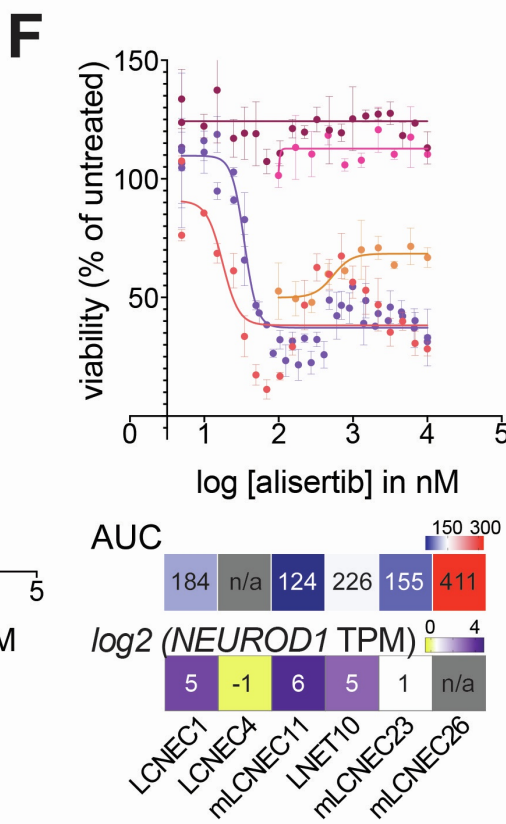 F
viability (% of untreated)
150
100
50
0 1 2 3 4 5
log [alisertib] in nM
5
M
AUC
150 300
184 n/a 124 226 155 411
log2 (NEUROD1 TPM)
0 4
5 -1 6 5 1 n/a
LCNEC1
LCNEC4
mLCNEC11
LNET10
mLCNEC23
mLCNEC26